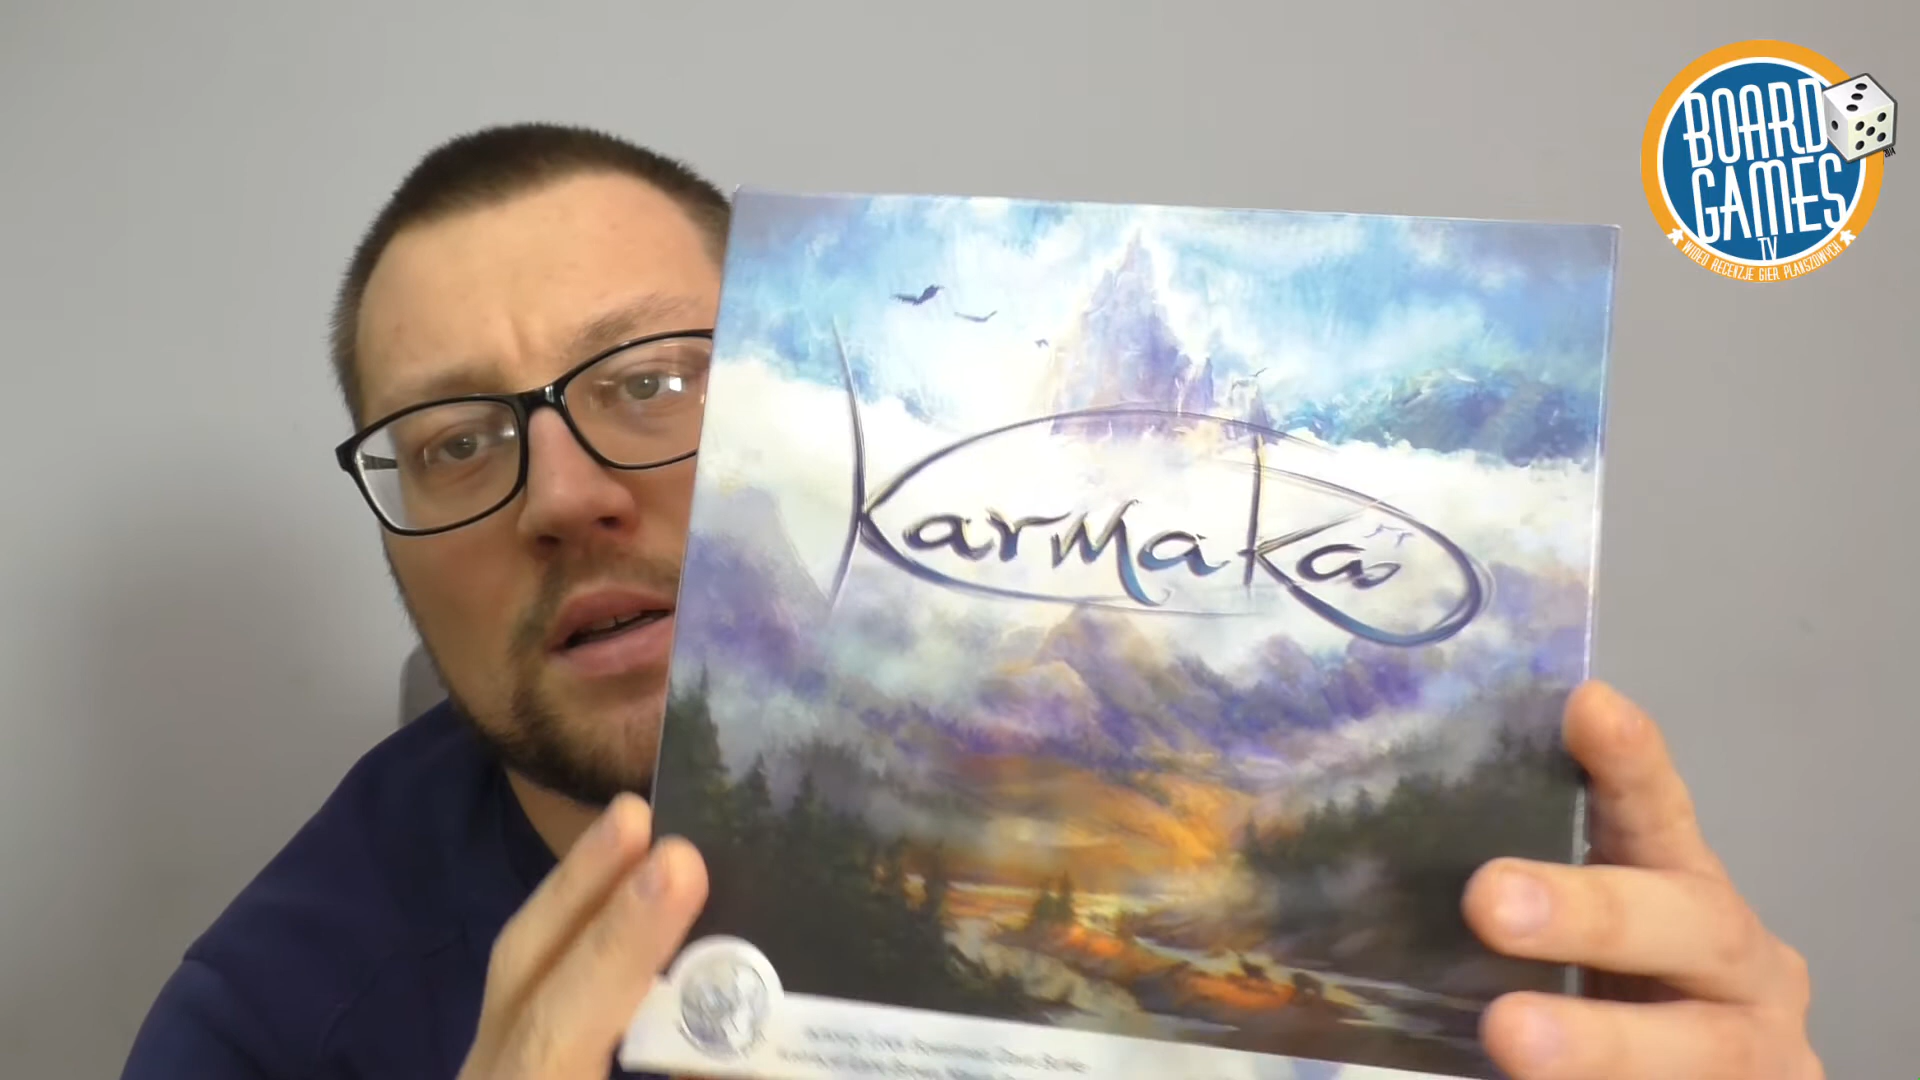 Karmaka
BOARD
GAMES
TV
WIDEO RECENZJE GIER PLANSZOWYCH